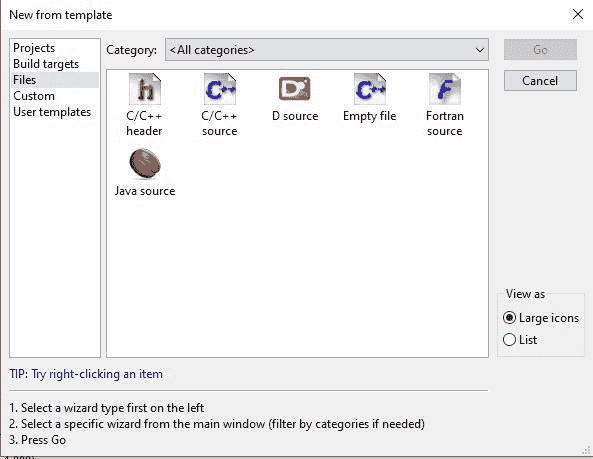 New from template
Projects
Build targets
Files
Custom
User templates
Category: <All categories>
Go
Cancel
h
C/C++
header
C++
C/C++
source
D
D source
C++
Empty file
F
Fortran
source
Java source
View as
Large icons
List
TIP: Try right-clicking an item
1. Select a wizard type first on the left
2. Select a specific wizard from the main window (filter by categories if needed)
3. Press Go